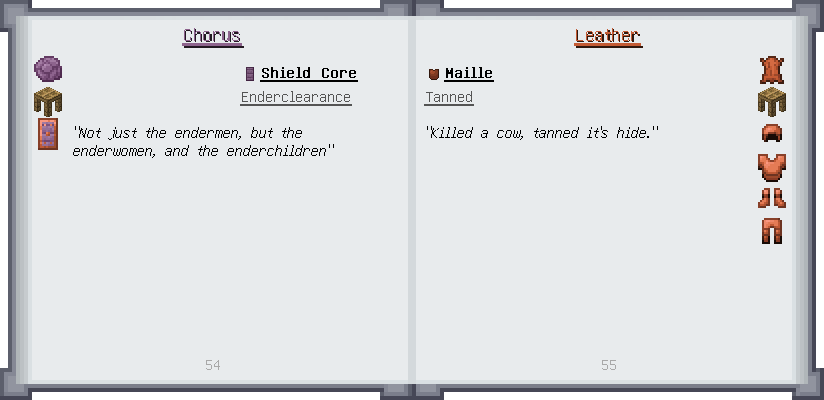 Chorus
Shield Core
Enderclearance
"Not just the endermen, but the
enderwomen, and the enderchildren"
54
Leather
Maille
Tanned
"Killed a cow, tanned it's hide."
55